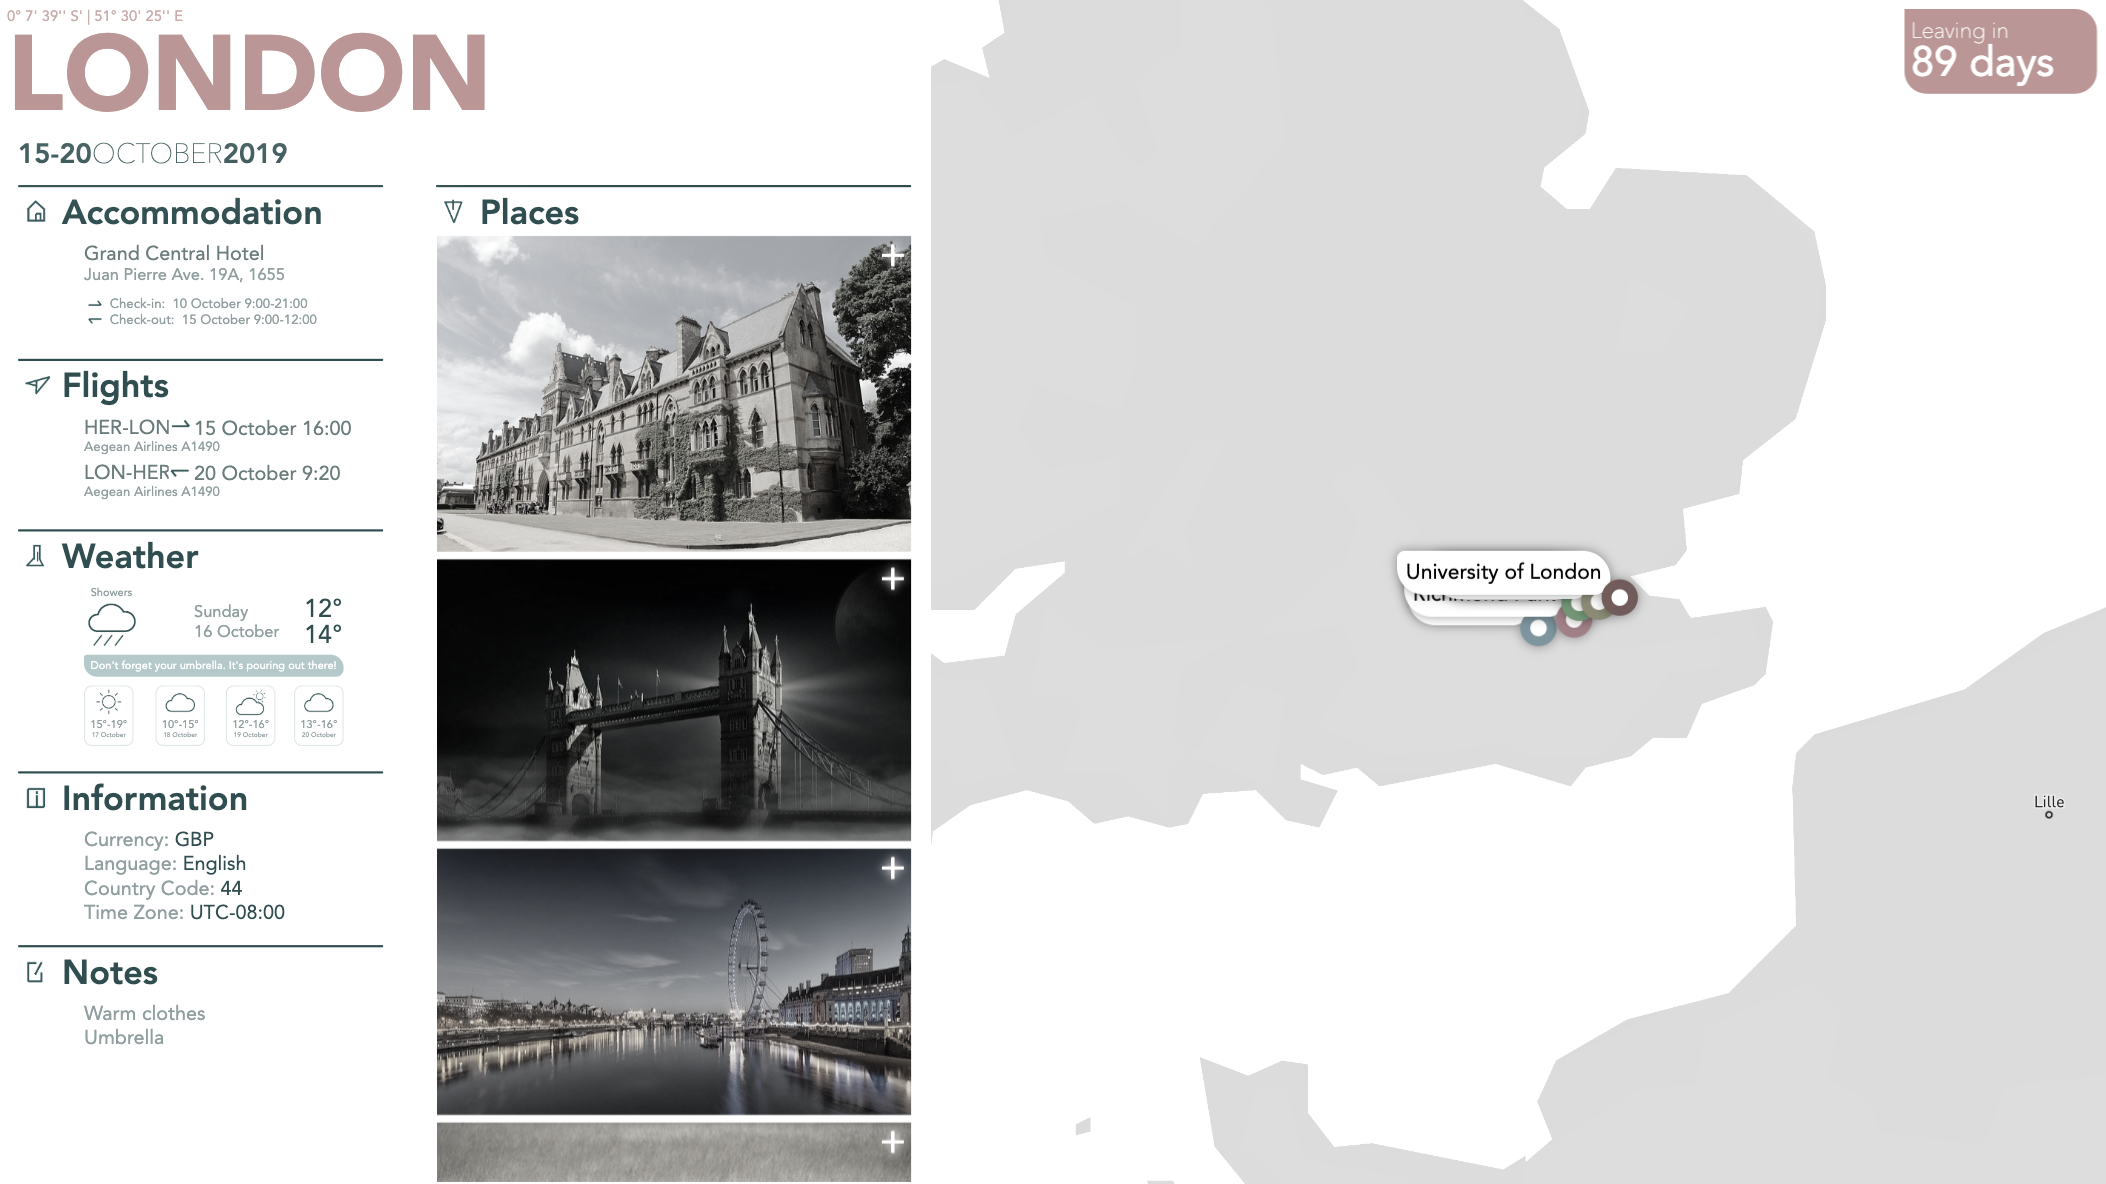 0° 7' 39'' S' | 51° 30' 25'' E
LONDON
15-20OCTOBER2019
Accommodation
Grand Central Hotel
Juan Pierre Ave. 19A, 1655
Check-in: 10 October 9:00-21:00
Check-out: 15 October 9:00-12:00
Flights
HER-LON 15 October 16:00
Aegean Airlines A1490
LON-HER 20 October 9:20
Aegean Airlines A1490
Weather
Showers
Sunday
16 October
12°
14°
Don't forget your umbrella. It's pouring out there!
15°-19°
17 October
10°-15°
18 October
12°-16°
19 October
13°-16°
20 October
Information
Currency: GBP
Language: English
Country Code: 44
Time Zone: UTC-08:00
Notes
Warm clothes
Umbrella
Places
Leaving in
89 days
University of London
Lille